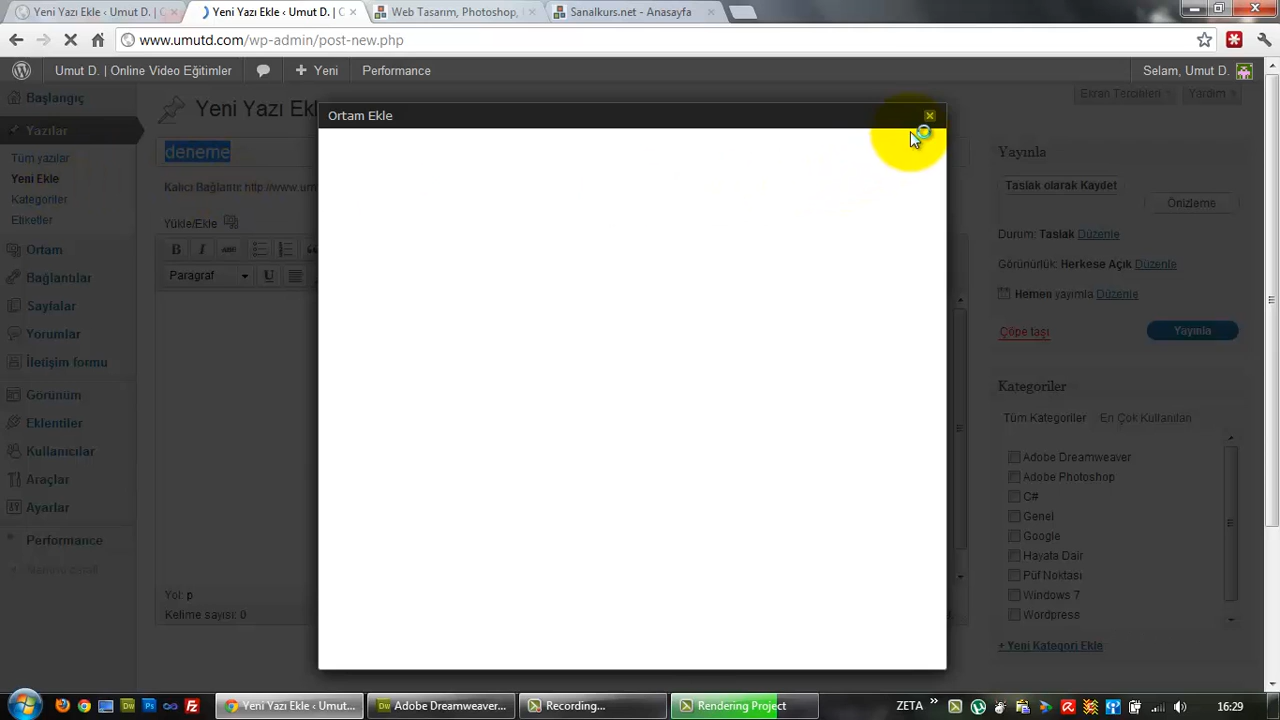 Yeni Yazı Ekle ‹ Umut D. | C
Yeni Yazı Ekle ‹ Umut D. | C
Web Tasarım, Photoshop,
Sanalkurs.net - Anasayfa
www.umutd.com/wp-admin/post-new.php
Umut D. | Online Video Eğitimler
Yeni
Performance
Selam, Umut D.
Başlangıç
Yazılar
Tüm yazılar
Yeni Ekle
Kategoriler
Etiketler
Ortam
Bağlantılar
Sayfalar
Yorumlar
İletişim formu
Görünüm
Eklentiler
Kullanıcılar
Araçlar
Ayarlar
Performance
Yeni Yazı Ekl
Ekran Tercihleri
Yardım
deneme
Kalıcı Bağlantı: http://www.um
Yükle/Ekle
B I ABC
Paragraf U
Yol: p
Kelime sayısı: 0
Ortam Ekle
Yayınla
Taslak olarak Kaydet
Önizleme
Durum: Taslak Düzenle
Görünürlük: Herkese Açık Düzenle
Hemen yayımla Düzenle
Çöpe taşı
Yayınla
Kategoriler
Tüm Kategoriler
En Çok Kullanılan
Adobe Dreamweaver
Adobe Photoshop
C#
Genel
Google
Hayata Dair
Püf Noktası
Windows 7
Wordpress
+ Yeni Kategori Ekle
Yeni Yazı Ekle ‹ Umut...
Adobe Dreamweaver...
Recording...
Rendering Project
ZETA
16:29